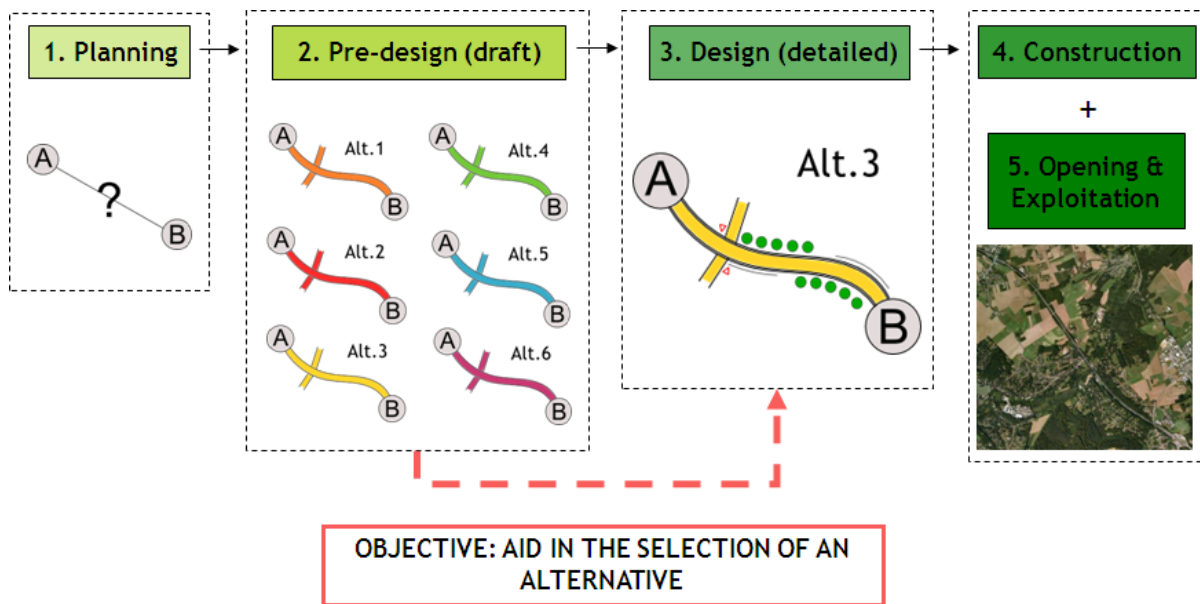 1. Planning
2. Pre-design (draft)
3. Design (detailed)
4. Construction
+
5. Opening &
Exploitation
A
?
B
A
Alt.1
B
A
Alt.4
B
A
Alt.2
B
A
Alt.5
B
A
Alt.3
B
A
Alt.6
B
Alt.3
A
B
OBJECTIVE: AID IN THE SELECTION OF AN
ALTERNATIVE